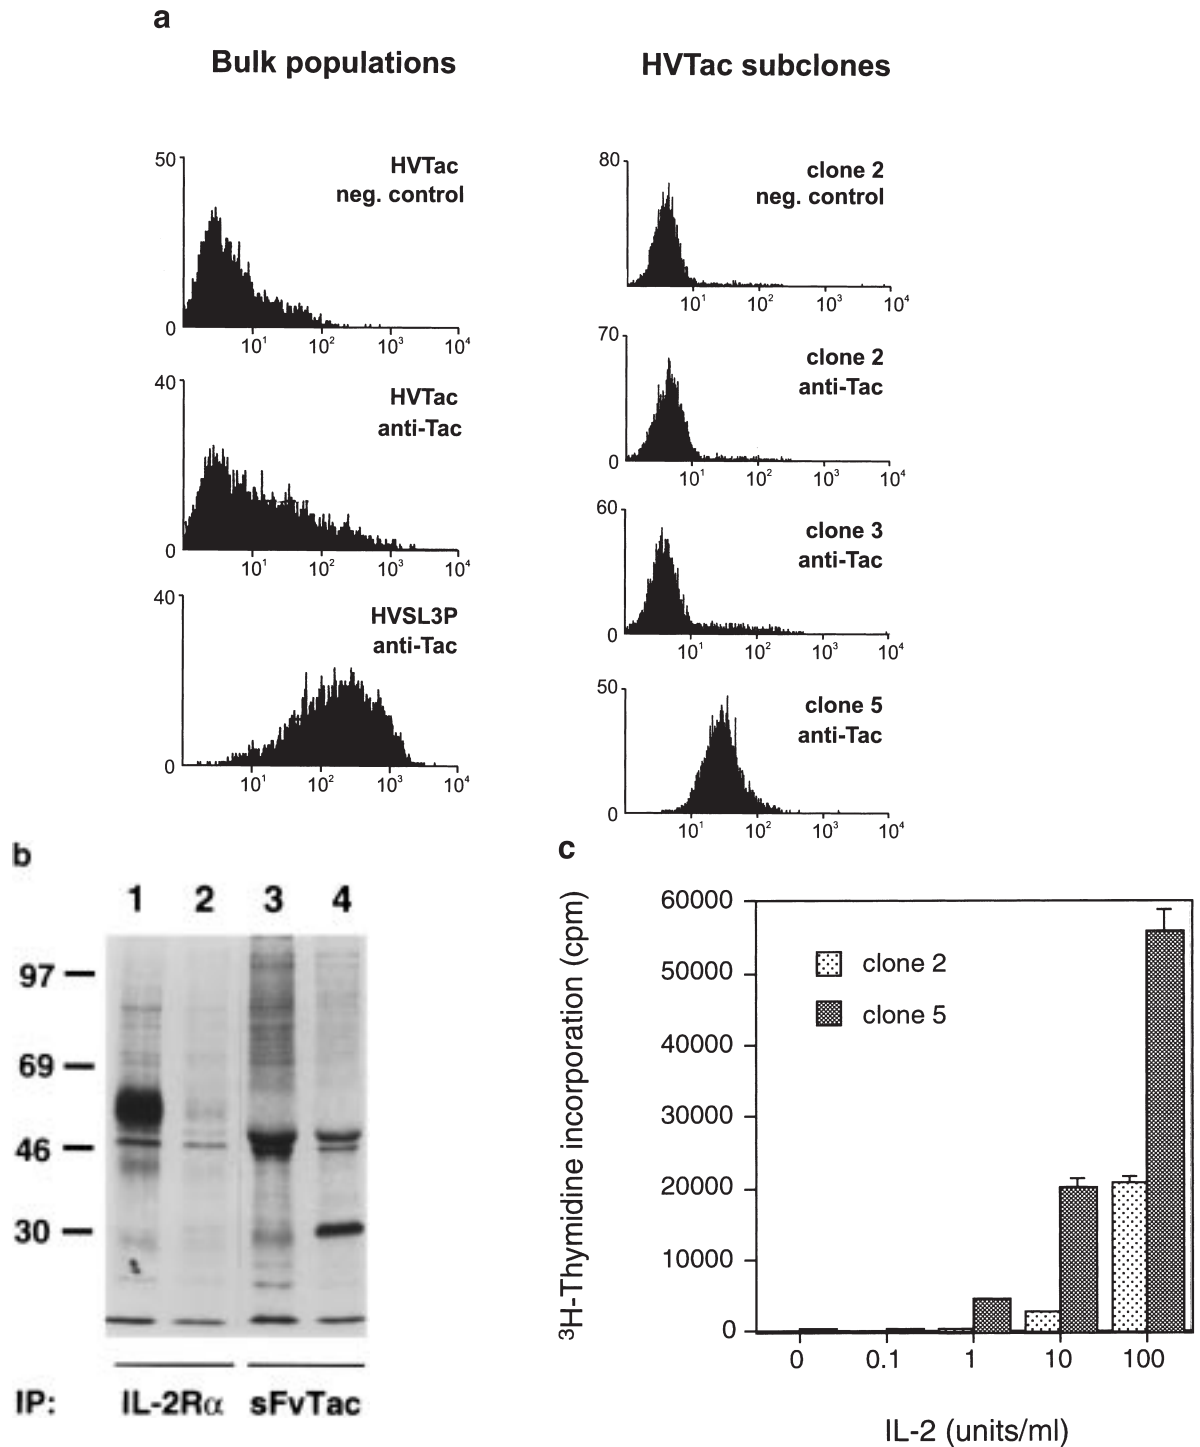 a
Bulk populations
HVTac subclones
HVTac
neg. control
50
0
10¹ 10² 10³ 10⁴
HVTac
anti-Tac
40
0
10¹ 10² 10³ 10⁴
HVSL3P
anti-Tac
40
0
10¹ 10² 10³ 10⁴
clone 2
neg. control
80
10¹ 10² 10³ 10⁴
clone 2
anti-Tac
70
0
10¹ 10² 10³ 10⁴
clone 3
anti-Tac
60
0
10¹ 10² 10³ 10⁴
clone 5
anti-Tac
50
0
10¹ 10² 10³ 10⁴
b
1 2 3 4
97
69
46
30
IP: IL-2Rα sFvTac
c
³H-Thymidine incorporation (cpm)
60000
50000
40000
30000
20000
10000
0
clone 2
clone 5
0 0.1 1 10 100
IL-2 (units/ml)